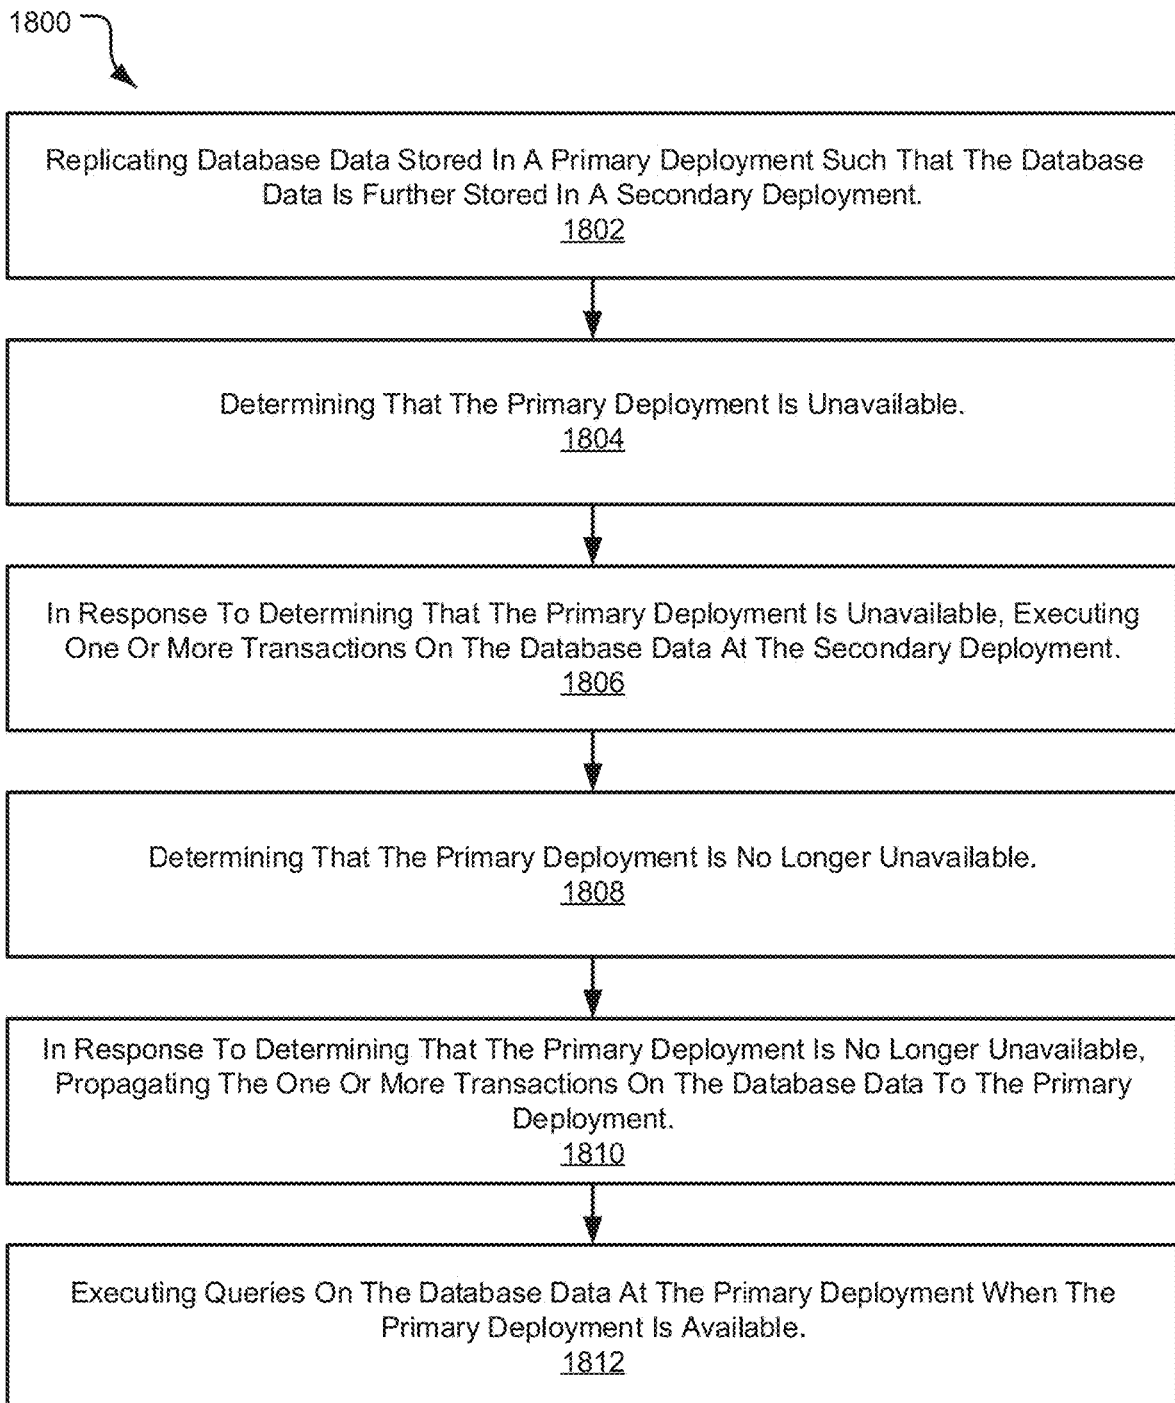 1800
Replicating Database Data Stored In A Primary Deployment Such That The Database
Data Is Further Stored In A Secondary Deployment.
1802
Determining That The Primary Deployment Is Unavailable.
1804
In Response To Determining That The Primary Deployment Is Unavailable, Executing
One Or More Transactions On The Database Data At The Secondary Deployment.
1806
Determining That The Primary Deployment Is No Longer Unavailable.
1808
In Response To Determining That The Primary Deployment Is No Longer Unavailable,
Propagating The One Or More Transactions On The Database Data To The Primary
Deployment.
1810
Executing Queries On The Database Data At The Primary Deployment When The
Primary Deployment Is Available.
1812